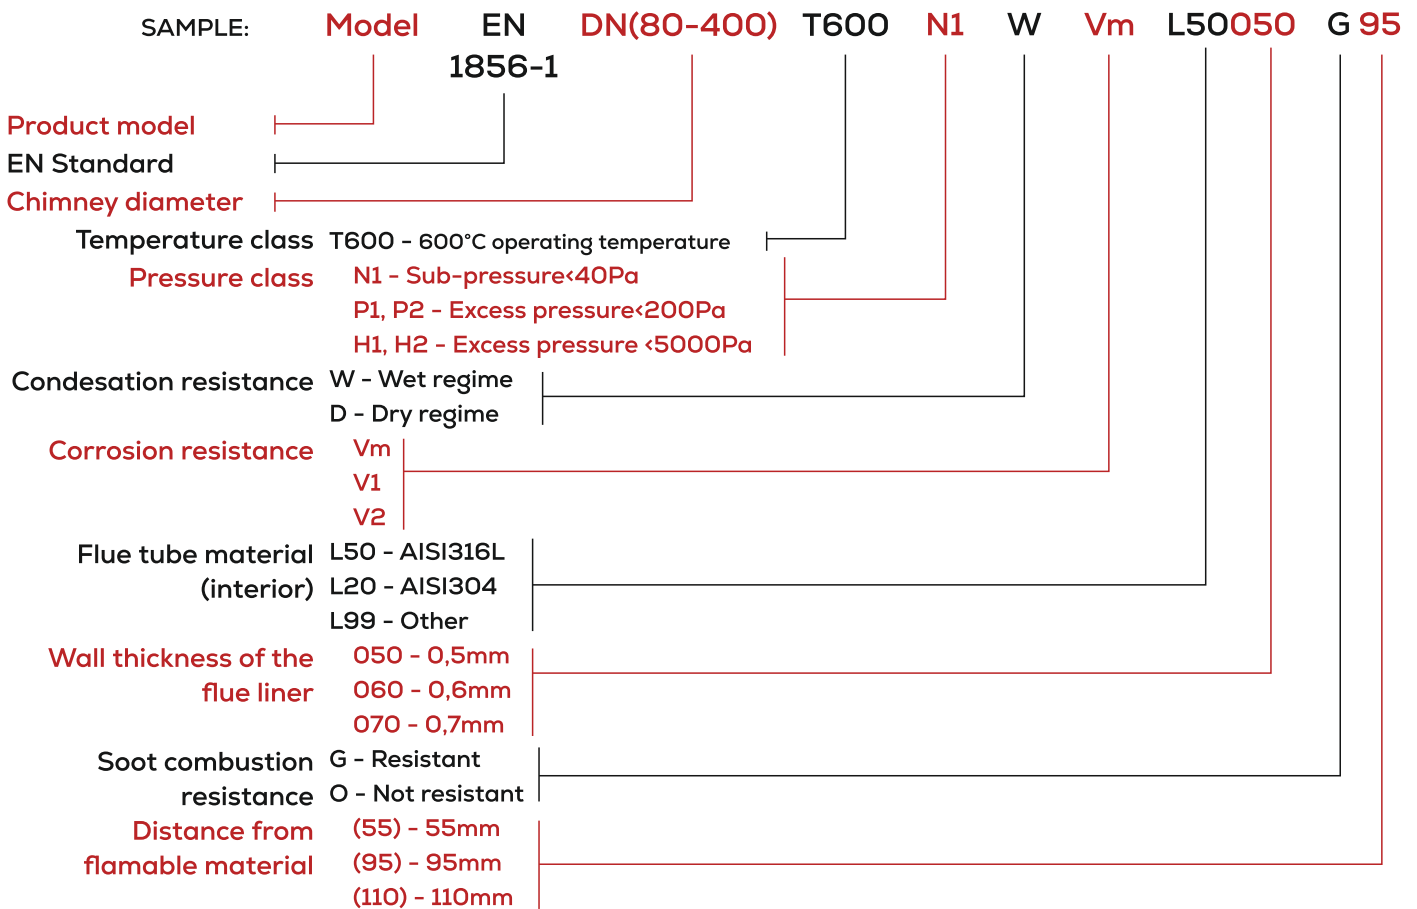 SAMPLE: Model EN DN(80-400) T600 N1 W Vm L50050 G 95
1856-1
Product model
EN Standard
Chimney diameter
Temperature class T600 - 600°C operating temperature
Pressure class N1 - Sub-pressure<40Pa
P1, P2 - Excess pressure<200Pa
H1, H2 - Excess pressure <5000Pa
Condesation resistance W - Wet regime
D - Dry regime
Corrosion resistance Vm
V1
V2
Flue tube material L50 - AISI316L
(interior) L20 - AISI304
L99 - Other
Wall thickness of the 050 - 0,5mm
flue liner 060 - 0,6mm
070 - 0,7mm
Soot combustion G - Resistant
resistance O - Not resistant
Distance from (55) - 55mm
flamable material (95) - 95mm
(110) - 110mm